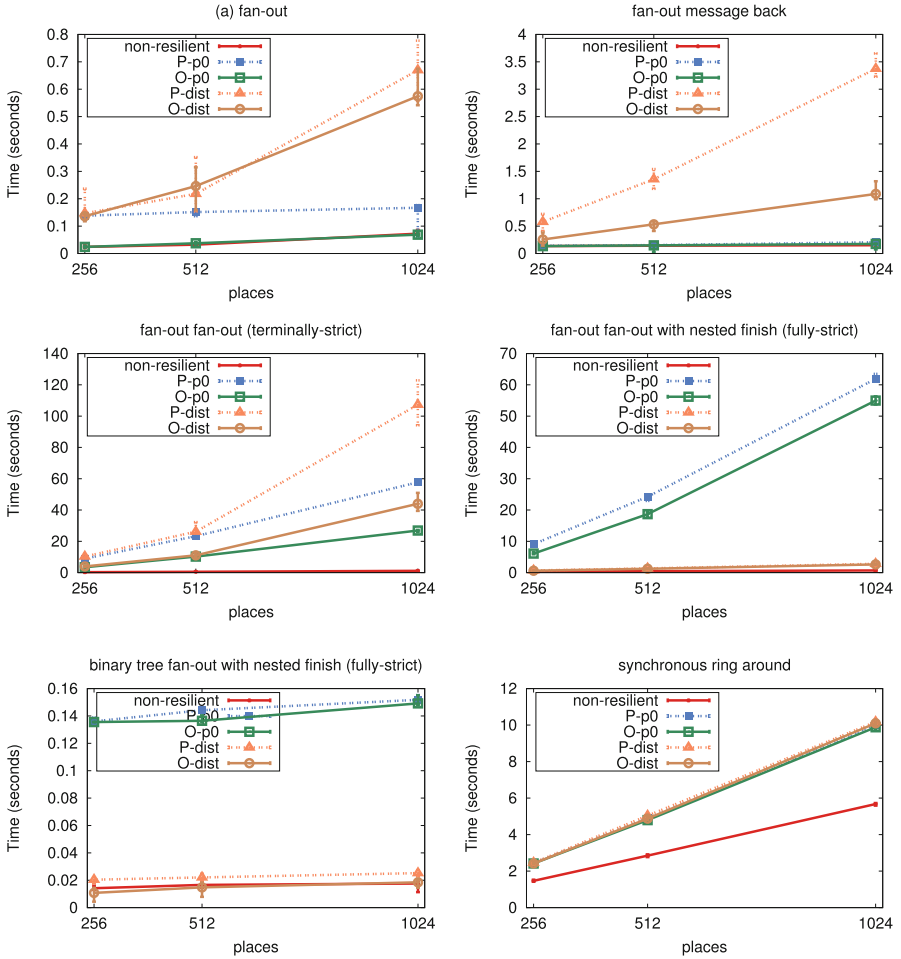 (a) fan-out
0.8
0.7
0.6
0.5
0.4
0.3
0.2
0.1
0
Time (seconds)
non-resilient
P-p0
O-p0
P-dist
O-dist
256 512 1024
places
fan-out message back
4
3.5
3
2.5
2
1.5
1
0.5
0
Time (seconds)
non-resilient
P-p0
O-p0
P-dist
O-dist
256 512 1024
places
fan-out fan-out (terminally-strict)
140
120
100
80
60
40
20
0
Time (seconds)
non-resilient
P-p0
O-p0
P-dist
O-dist
256 512 1024
places
fan-out fan-out with nested finish (fully-strict)
70
60
50
40
30
20
10
0
Time (seconds)
non-resilient
P-p0
O-p0
P-dist
O-dist
256 512 1024
places
binary tree fan-out with nested finish (fully-strict)
0.16
0.14
0.12
0.1
0.08
0.06
0.04
0.02
0
Time (seconds)
non-resilient
P-p0
O-p0
P-dist
O-dist
256 512 1024
places
synchronous ring around
12
10
8
6
4
2
0
Time (seconds)
non-resilient
P-p0
O-p0
P-dist
O-dist
256 512 1024
places